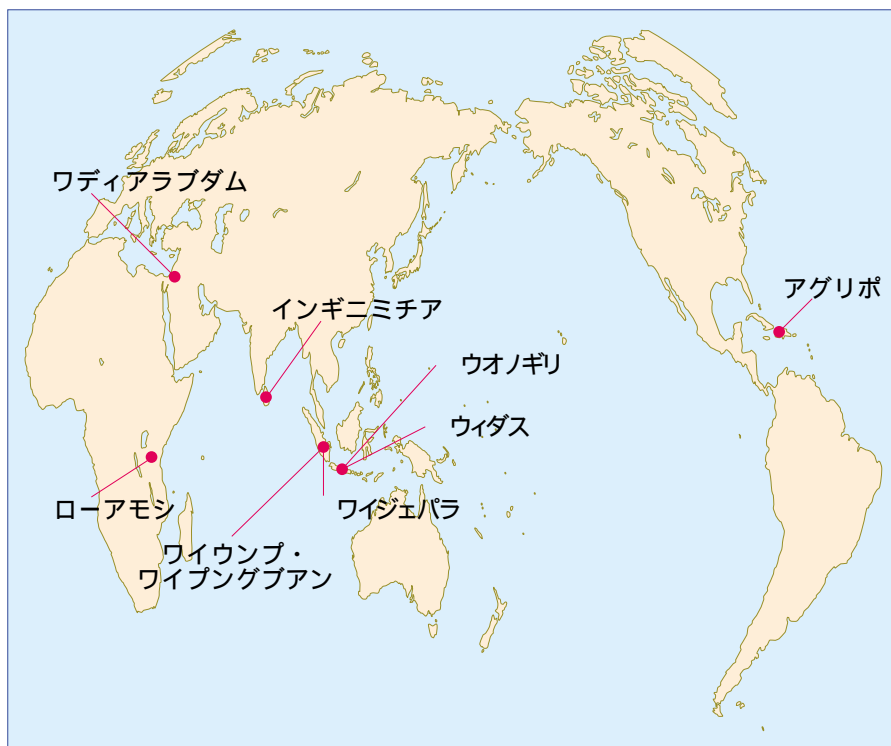 ワディアラブダム
インギニミチア
アグリポ
ウオノギリ
ウィダス
ローアモシ
ワイジェパラ
ワイウンプ・
ワイプングブアン